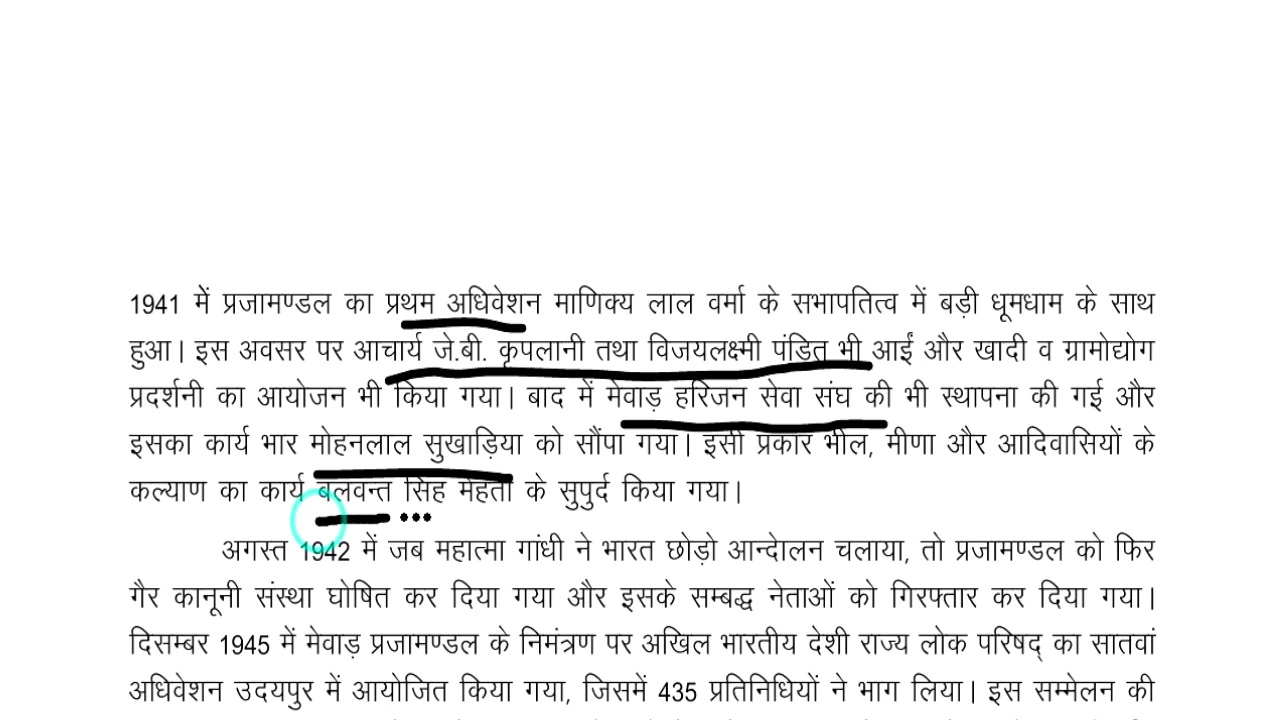 1941 में प्रजामण्डल का प्रथम अधिवेशन माणिक्य लाल वर्मा के सभापतित्व में बड़ी धूमधाम के साथ
हुआ। इस अवसर पर आचार्य जे.बी. कृपलानी तथा विजयलक्ष्मी पंडित भी आईं और खादी व ग्रामोद्योग
प्रदर्शनी का आयोजन भी किया गया। बाद में मेवाड़ हरिजन सेवा संघ की भी स्थापना की गई और
इसका कार्य भार मोहनलाल सुखाड़िया को सौंपा गया। इसी प्रकार भील, मीणा और आदिवासियों के
कल्याण का कार्य बलवन्त सिंह मेहता के सुपुर्द किया गया।
अगस्त 1942 में जब महात्मा गांधी ने भारत छोड़ो आन्देालन चलाया, तो प्रजामण्डल को फिर
गैर कानूनी संस्था घोषित कर दिया गया और इसके सम्बद्ध नेताओं को गिरफ्तार कर दिया गया।
दिसम्बर 1945 में मेवाड़ प्रजामण्डल के निमंत्रण पर अखिल भारतीय देशी राज्य लोक परिषद् का सातवां
अधिवेशन उदयपुर में आयोजित किया गया, जिसमें 435 प्रतिनिधियों ने भाग लिया। इस सम्मेलन की